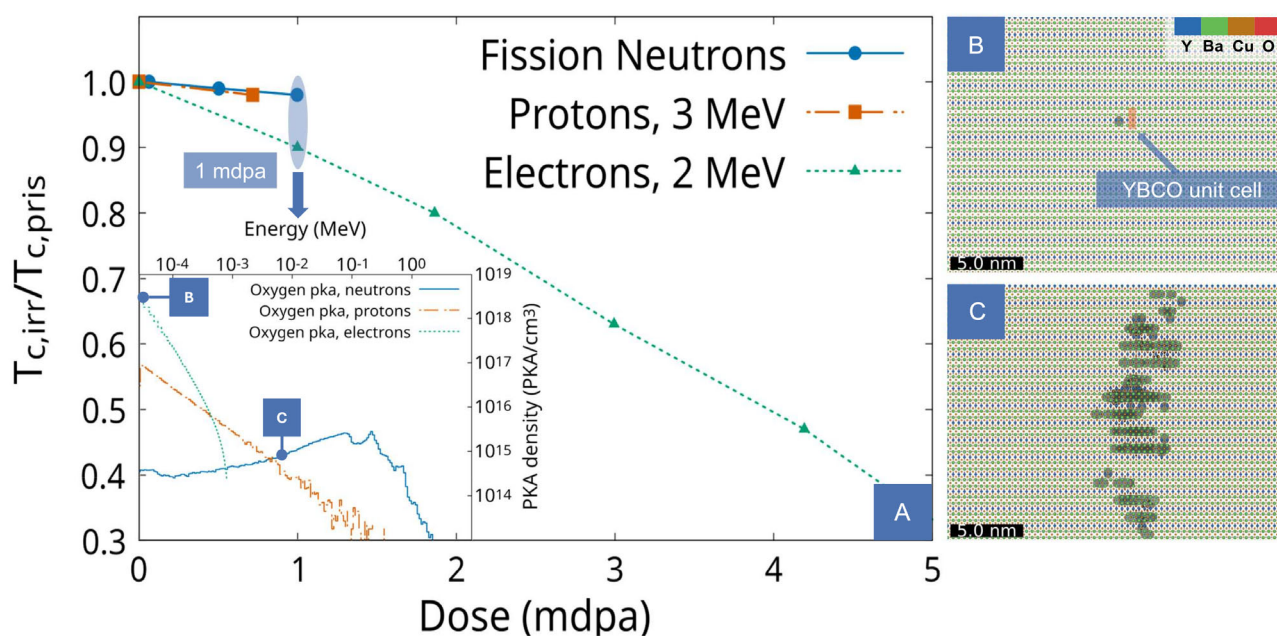 Fission Neutrons
Protons, 3 MeV
Electrons, 2 MeV
Tc,irr/Tc,pris
1.0
0.9
0.8
0.7
0.6
0.5
0.4
0.3
1 mdpa
Energy (MeV)
10-4 10-3 10-2 10-1 100
Oxygen pka, neutrons
Oxygen pka, protons
Oxygen pka, electrons
1019
1018
1017
1016
1015
1014
PKA density (PKA/cm3)
B
C
A
0 1 2 3 4 5
Dose (mdpa)
B
Y Ba Cu O
YBCO unit cell
5.0 nm
C
5.0 nm